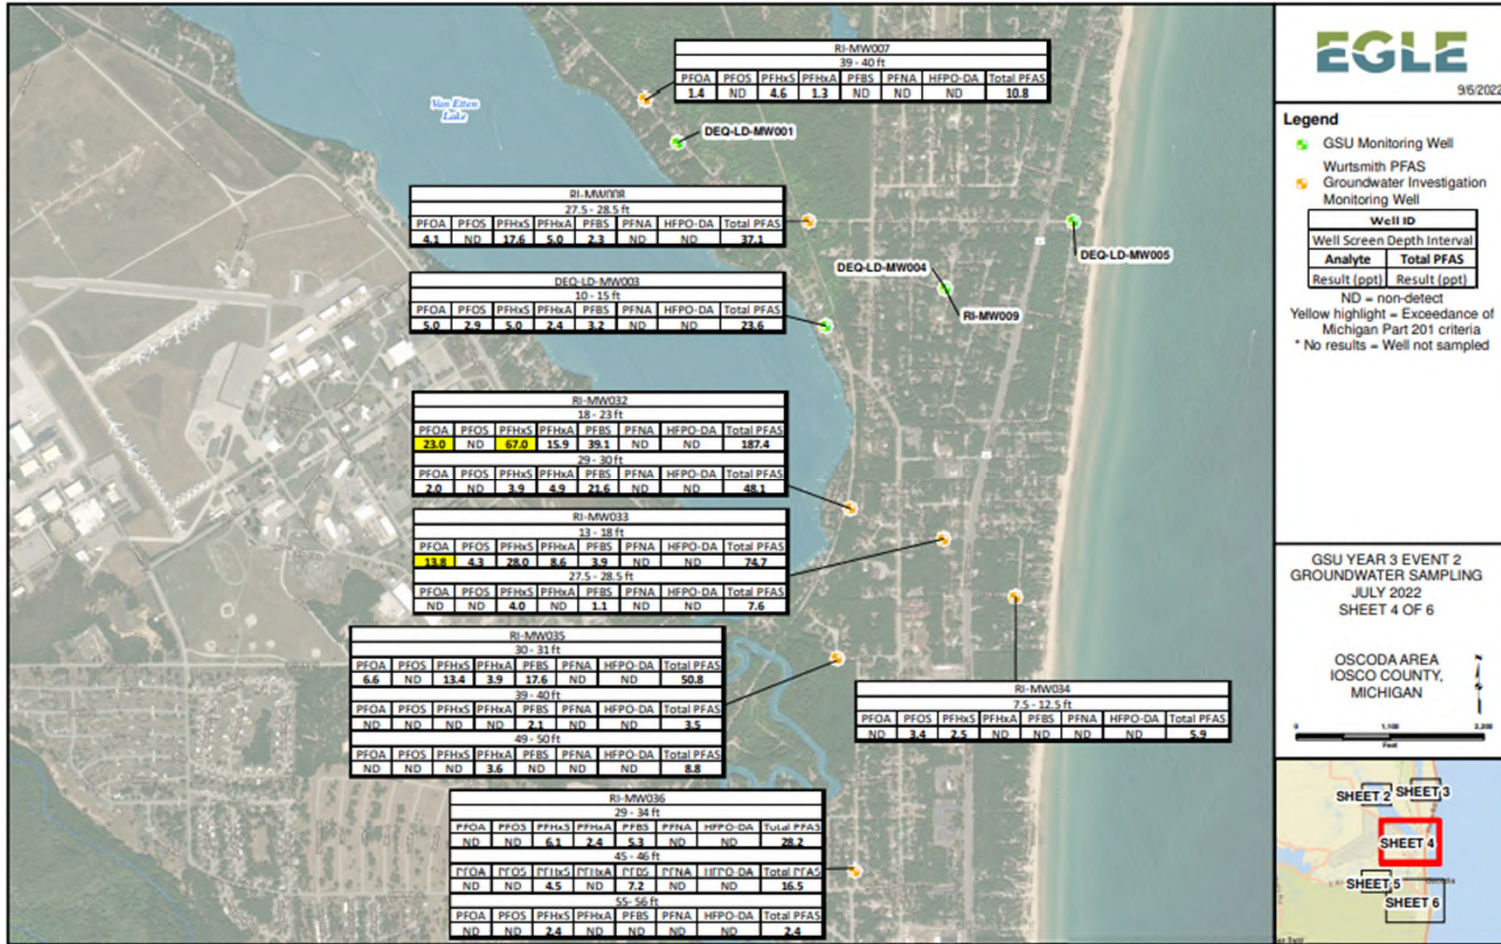 Van Etten
Lake
RI-MW007
39 - 40 ft
PFOA PFOS PFHxS PFHxA PFBS PFNA HFPO-DA Total PFAS
1.4 ND 4.6 1.3 ND ND ND 10.8
DEQ-LD-MW001
RI-MW008
27.5 - 28.5 ft
PFOA PFOS PFHxS PFHxA PFBS PFNA HFPO-DA Total PFAS
4.1 ND 17.6 5.0 2.3 ND ND 37.1
DEQ-LD-MW005
DEQ-LD-MW004
RI-MW009
DEQ-LD-MW003
10 - 15 ft
PFOA PFOS PFHxS PFHxA PFBS PFNA HFPO-DA Total PFAS
5.0 2.9 5.0 2.4 3.2 ND ND 23.6
RI-MW032
18 - 23 ft
PFOA PFOS PFHxS PFHxA PFBS PFNA HFPO-DA Total PFAS
23.0 ND 67.0 15.9 39.1 ND ND 187.4
29 - 30 ft
PFOA PFOS PFHxS PFHxA PFBS PFNA HFPO-DA Total PFAS
2.0 ND 3.9 4.9 21.6 ND ND 48.1
RI-MW033
13 - 18 ft
PFOA PFOS PFHxS PFHxA PFBS PFNA HFPO-DA Total PFAS
13.8 4.3 28.0 8.6 3.9 ND ND 74.7
27.5 - 28.5 ft
PFOA PFOS PFHxS PFHxA PFBS PFNA HFPO-DA Total PFAS
ND ND 4.0 ND 1.1 ND ND 7.6
RI-MW035
30 - 31 ft
PFOA PFOS PFHxS PFHxA PFBS PFNA HFPO-DA Total PFAS
6.6 ND 13.4 3.9 17.6 ND ND 50.8
39 - 40 ft
PFOA PFOS PFHxS PFHxA PFBS PFNA HFPO-DA Total PFAS
ND ND ND ND 2.1 ND ND 3.5
49 - 50 ft
PFOA PFOS PFHxS PFHxA PFBS PFNA HFPO-DA Total PFAS
ND ND ND 3.6 ND ND ND 8.8
RI-MW034
7.5 - 12.5 ft
PFOA PFOS PFHxS PFHxA PFBS PFNA HFPO-DA Total PFAS
ND 3.4 2.5 ND ND ND ND 5.9
RI-MW036
29 - 34 ft
PFOA PFOS PFHxS PFHxA PFBS PFNA HFPO-DA Total PFAS
ND ND 6.1 2.4 5.3 ND ND 28.2
45 - 46 ft
PFOA PFOS PFHxS PFHxA PFBS PFNA HFPO-DA Total PFAS
ND ND 4.5 ND 7.2 ND ND 16.5
55- 56 ft
PFOA PFOS PFHxS PFHxA PFBS PFNA HFPO-DA Total PFAS
ND ND 2.4 ND ND ND ND 2.4
EGLE
9/6/2022
Legend
GSU Monitoring Well
Wurtsmith PFAS
Groundwater Investigation
Monitoring Well
Well ID
Well Screen Depth Interval
Analyte Total PFAS
Result (ppt) Result (ppt)
ND = non-detect
Yellow highlight = Exceedance of
Michigan Part 201 criteria
* No results = Well not sampled
GSU YEAR 3 EVENT 2
GROUNDWATER SAMPLING
JULY 2022
SHEET 4 OF 6
OSCODA AREA
IOSCO COUNTY,
MICHIGAN
0 1,100 2,200
Feet
SHEET 2 SHEET 3
SHEET 4
SHEET 5
SHEET 6